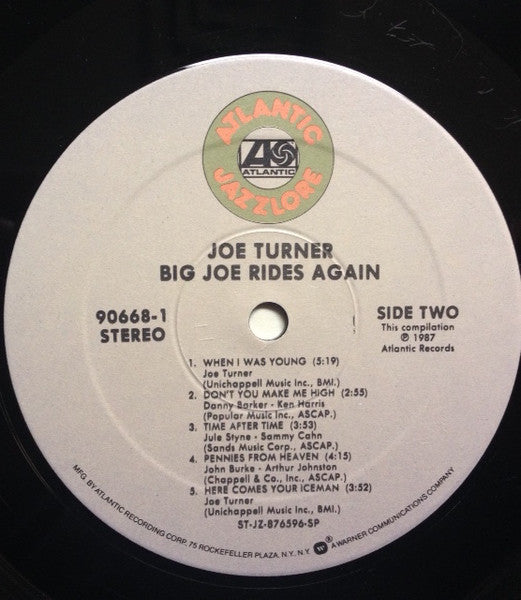 ATLANTIC
ATLANTIC
JAZZLORE
JOE TURNER
BIG JOE RIDES AGAIN
90668-1
STEREO
SIDE TWO
This compilation
℗ 1987
Atlantic Records
1. WHEN I WAS YOUNG (5:19)
Joe Turner
(Unichappell Music Inc., BMI.)
2. DON'T YOU MAKE ME HIGH (2:55)
Danny Barker - Ken Harris
(Popular Music Inc., ASCAP.)
3. TIME AFTER TIME (3:53)
Jule Styne - Sammy Cahn
(Sands Music Corp., ASCAP.)
4. PENNIES FROM HEAVEN (4:15)
John Burke - Arthur Johnston
(Chappell & Co., Inc., ASCAP.)
5. HERE COMES YOUR ICEMAN (3:52)
Joe Turner
(Unichappell Music Inc., BMI.)
ST-JZ-876596-SP
MFG. BY ATLANTIC RECORDING CORP., 75 ROCKEFELLER PLAZA, N.Y. N.Y. W® A WARNER COMMUNICATIONS COMPANY